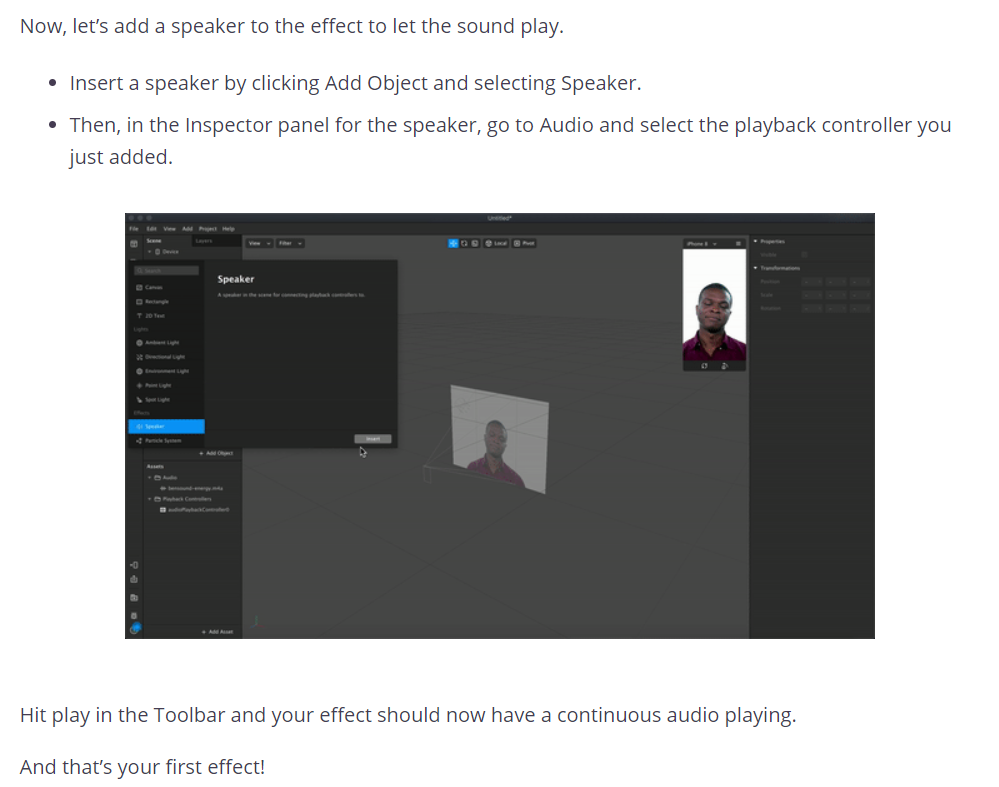 Now, let’s add a speaker to the effect to let the sound play.
Insert a speaker by clicking Add Object and selecting Speaker.
Then, in the Inspector panel for the speaker, go to Audio and select the playback controller you
just added.
Untitled*
File Edit View Add Project Help
Scene Layers
View Filter
Local Pivot
iPhone 8
Properties
Device
Visible
Search
Speaker
Transformations
Canvas
A speaker in the scene for connecting playback controllers to.
Position
Rectangle
Scale
2D Text
Rotation
Lights
Ambient Light
Directional Light
Environment Light
Point Light
Spot Light
Effects
Speaker
Particle System
Insert
+ Add Object
Assets
Audio
bensound-energy.m4a
Playback Controllers
audioPlaybackController0
+ Add Asset
Hit play in the Toolbar and your effect should now have a continuous audio playing.
And that’s your first effect!